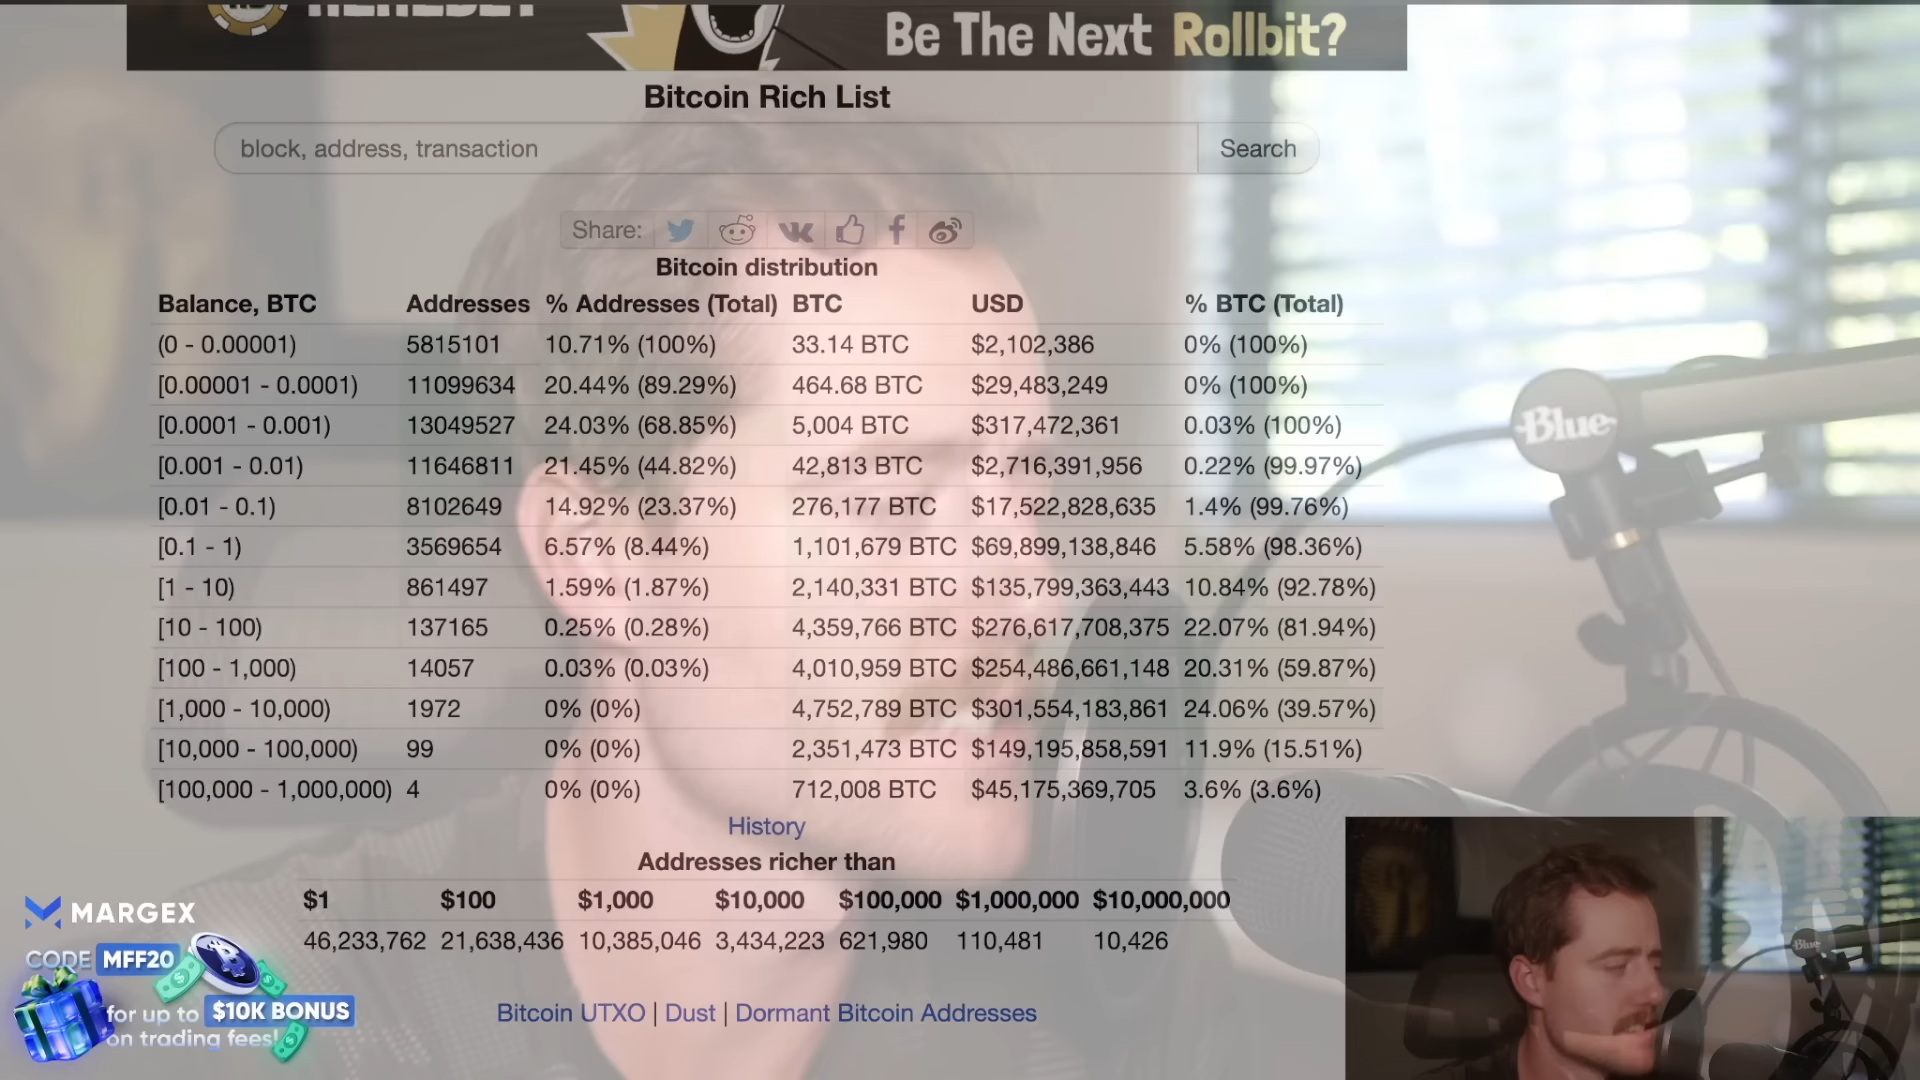 Be The Next Rollbit?
Bitcoin Rich List
block, address, transaction Search
Share:
Bitcoin distribution
Balance, BTC Addresses % Addresses (Total) BTC USD % BTC (Total)
(0 - 0.00001) 5815101 10.71% (100%) 33.14 BTC $2,102,386 0% (100%)
[0.00001 - 0.0001) 11099634 20.44% (89.29%) 464.68 BTC $29,483,249 0% (100%)
[0.0001 - 0.001) 13049527 24.03% (68.85%) 5,004 BTC $317,472,361 0.03% (100%)
[0.001 - 0.01) 11646811 21.45% (44.82%) 42,813 BTC $2,716,391,956 0.22% (99.97%)
[0.01 - 0.1) 8102649 14.92% (23.37%) 276,177 BTC $17,522,828,635 1.4% (99.76%)
[0.1 - 1) 3569654 6.57% (8.44%) 1,101,679 BTC $69,899,138,846 5.58% (98.36%)
[1 - 10) 861497 1.59% (1.87%) 2,140,331 BTC $135,799,363,443 10.84% (92.78%)
[10 - 100) 137165 0.25% (0.28%) 4,359,766 BTC $276,617,708,375 22.07% (81.94%)
[100 - 1,000) 14057 0.03% (0.03%) 4,010,959 BTC $254,486,661,148 20.31% (59.87%)
[1,000 - 10,000) 1972 0% (0%) 4,752,789 BTC $301,554,183,861 24.06% (39.57%)
[10,000 - 100,000) 99 0% (0%) 2,351,473 BTC $149,195,858,591 11.9% (15.51%)
[100,000 - 1,000,000) 4 0% (0%) 712,008 BTC $45,175,369,705 3.6% (3.6%)
History
Addresses richer than
$1 $100 $1,000 $10,000 $100,000 $1,000,000 $10,000,000
46,233,762 21,638,436 10,385,046 3,434,223 621,980 110,481 10,426
Bitcoin UTXO | Dust | Dormant Bitcoin Addresses
MARGEX
CODE MFF20
for up to $10K BONUS
on trading fees!
Blue
Blue